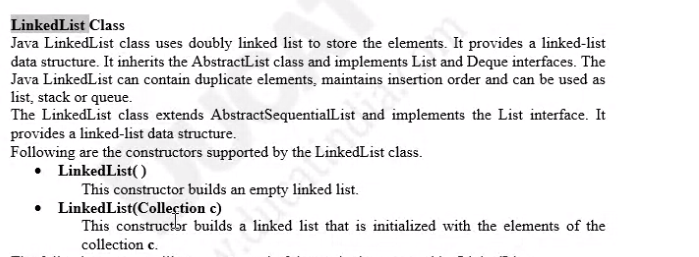 LinkedList Class
Java LinkedList class uses doubly linked list to store the elements. It provides a linked-list
data structure. It inherits the AbstractList class and implements List and Deque interfaces. The
Java LinkedList can contain duplicate elements, maintains insertion order and can be used as
list, stack or queue.
The LinkedList class extends AbstractSequentialList and implements the List interface. It
provides a linked-list data structure.
Following are the constructors supported by the LinkedList class.
• LinkedList( )
This constructor builds an empty linked list.
• LinkedList(Collection c)
This constructor builds a linked list that is initialized with the elements of the
collection c.